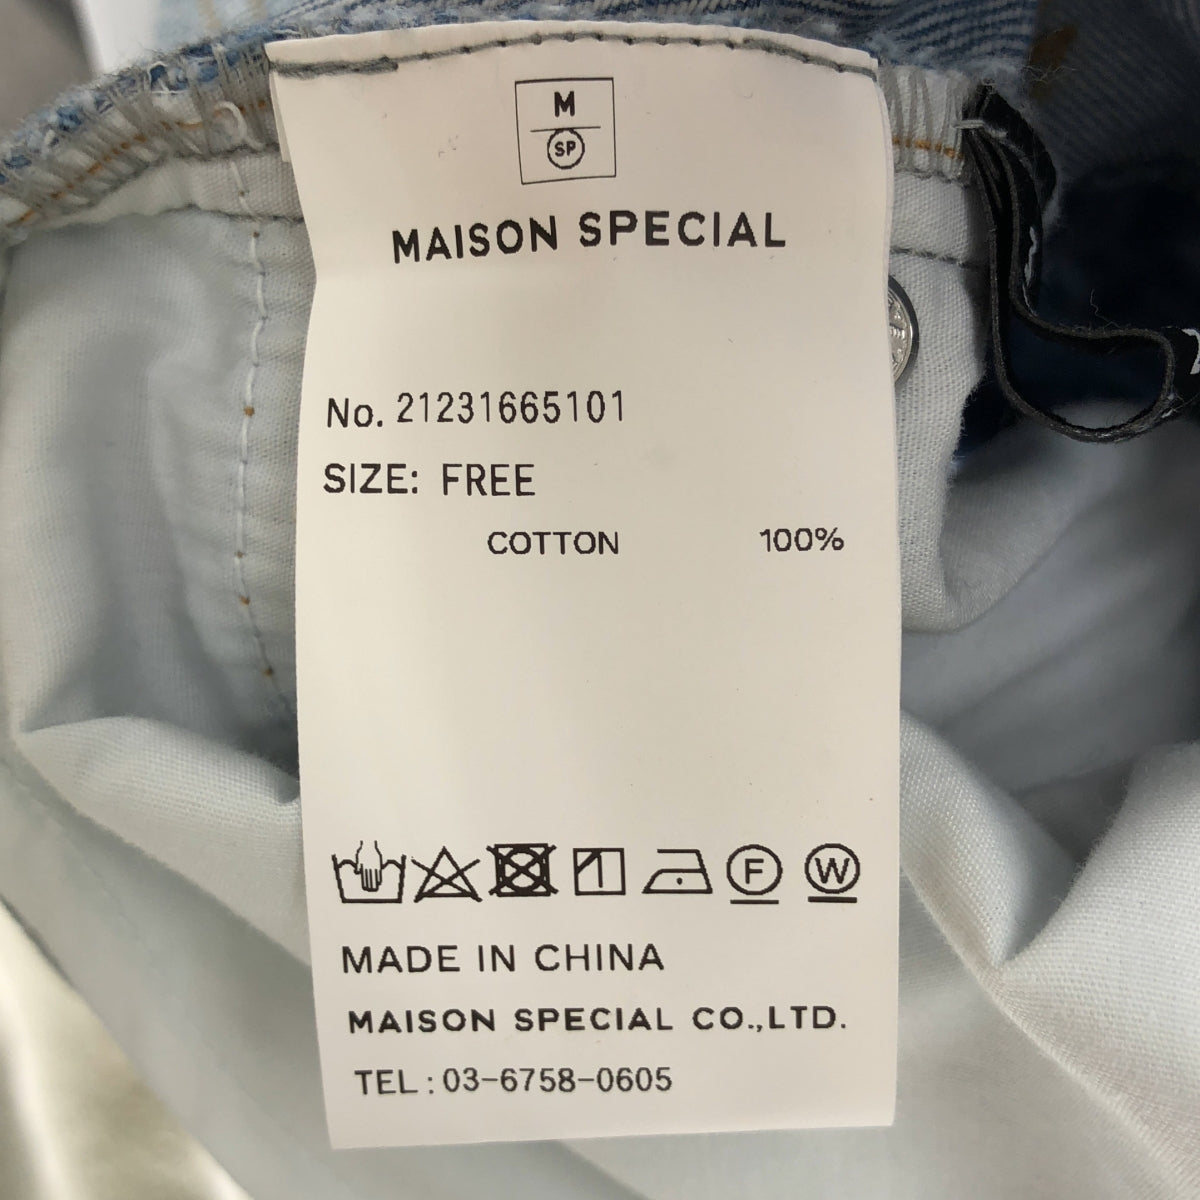 M
SP
MAISON SPECIAL
No. 21231665101
SIZE: FREE
COTTON 100%
F W
MADE IN CHINA
MAISON SPECIAL CO.,LTD.
TEL : 03-6758-0605